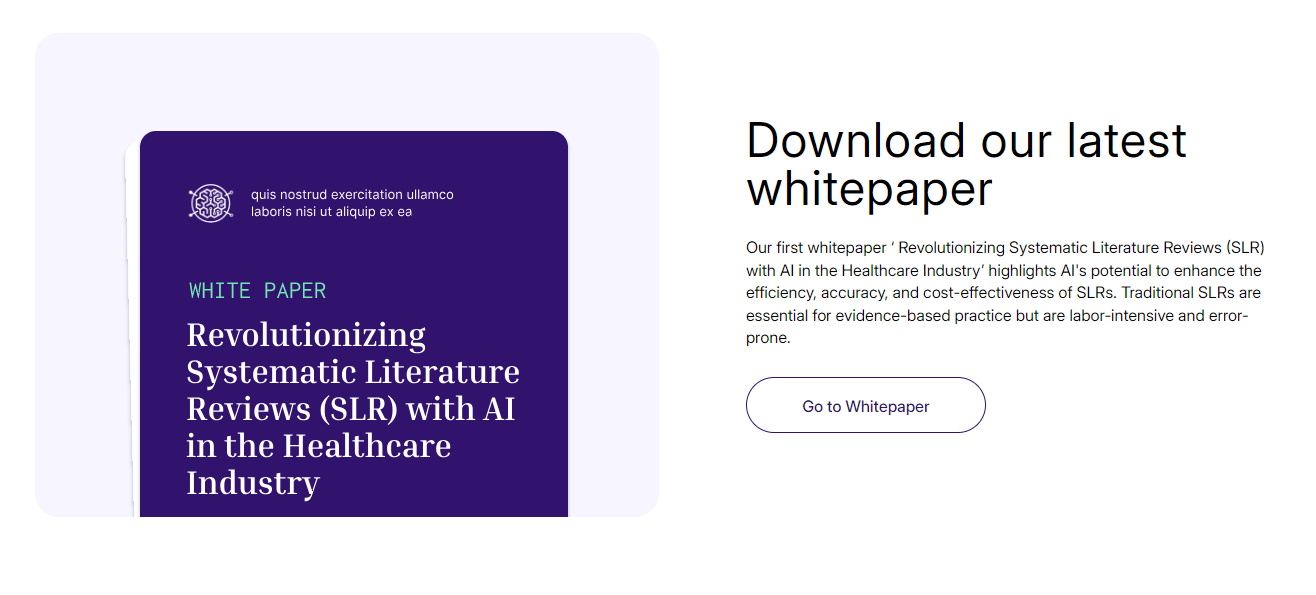 quis nostrud exercitation ullamco
laboris nisi ut aliquip ex ea
WHITE PAPER
Revolutionizing
Systematic Literature
Reviews (SLR) with AI
in the Healthcare
Industry
Download our latest
whitepaper
Our first whitepaper ‘ Revolutionizing Systematic Literature Reviews (SLR)
with AI in the Healthcare Industry’ highlights AI's potential to enhance the
efficiency, accuracy, and cost-effectiveness of SLRs. Traditional SLRs are
essential for evidence-based practice but are labor-intensive and error-
prone.
Go to Whitepaper